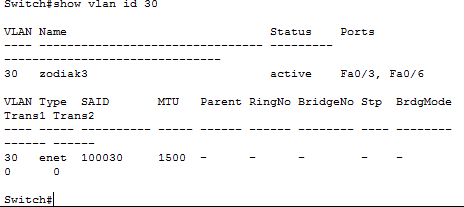 Switch#show vlan id 30
VLAN Name                             Status    Ports
---- -------------------------------- --------- -------------------------------
30   zodiak3                          active    Fa0/3, Fa0/6
VLAN Type  SAID       MTU   Parent RingNo BridgeNo Stp  BrdgMode Trans1 Trans2
---- ----- ---------- ----- ------ ------ -------- ---- -------- ------ ------
30   enet  100030     1500  -      -      -        -    -        0      0
Switch#